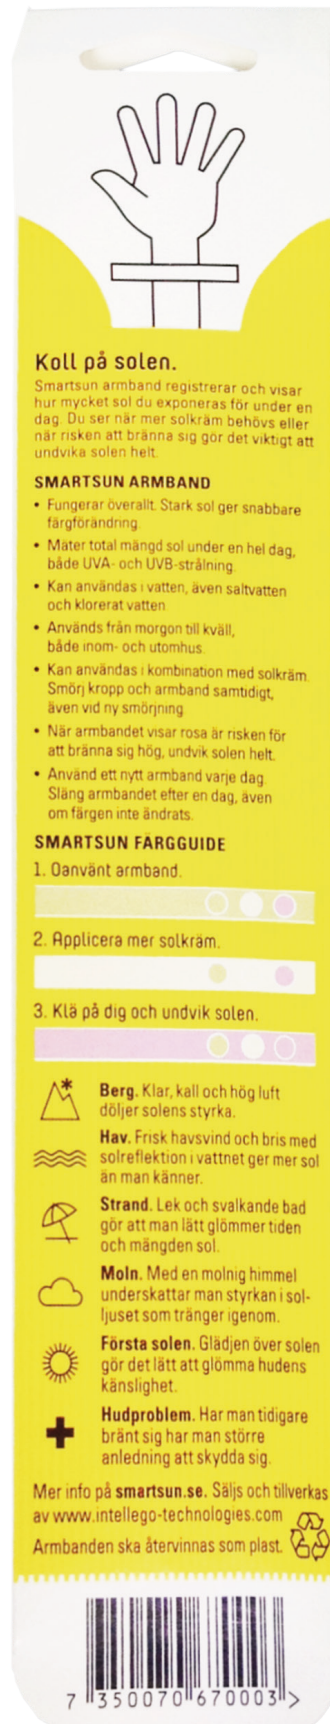 Koll på solen.
Smartsun armband registrerar och visar
hur mycket sol du exponeras för under en
dag. Du ser när mer solkräm behövs eller
när risken att bränna sig gör det viktigt att
undvika solen helt.
SMARTSUN ARMBAND
• Fungerar överallt. Stark sol ger snabbare
färgförändring.
• Mäter total mängd sol under en hel dag,
både UVA- och UVB-strålning.
• Kan användas i vatten, även saltvatten
och klorerat vatten.
• Används från morgon till kväll,
både inom- och utomhus.
• Kan användas i kombination med solkräm.
Smörj kropp och armband samtidigt,
även vid ny smörjning.
• När armbandet visar rosa är risken för
att bränna sig hög, undvik solen helt.
• Använd ett nytt armband varje dag.
Släng armbandet efter en dag, även
om färgen inte ändrats.
SMARTSUN FÄRGGUIDE
1. Oanvänt armband.
2. Applicera mer solkräm.
3. Klä på dig och undvik solen.
Berg. Klar, kall och hög luft
döljer solens styrka.
Hav. Frisk havsvind och bris med
solreflektion i vattnet ger mer sol
än man känner.
Strand. Lek och svalkande bad
gör att man lätt glömmer tiden
och mängden sol.
Moln. Med en molnig himmel
underskattar man styrkan i sol-
ljuset som tränger igenom.
Första solen. Glädjen över solen
gör det lätt att glömma hudens
känslighet.
Hudproblem. Har man tidigare
bränt sig har man större
anledning att skydda sig.
Mer info på smartsun.se. Säljs och tillverkas
av www.intellego-technologies.com
Armbanden ska återvinnas som plast.
7 350070 670003 >